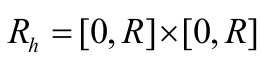 R_h = [0, R]×[0, R]